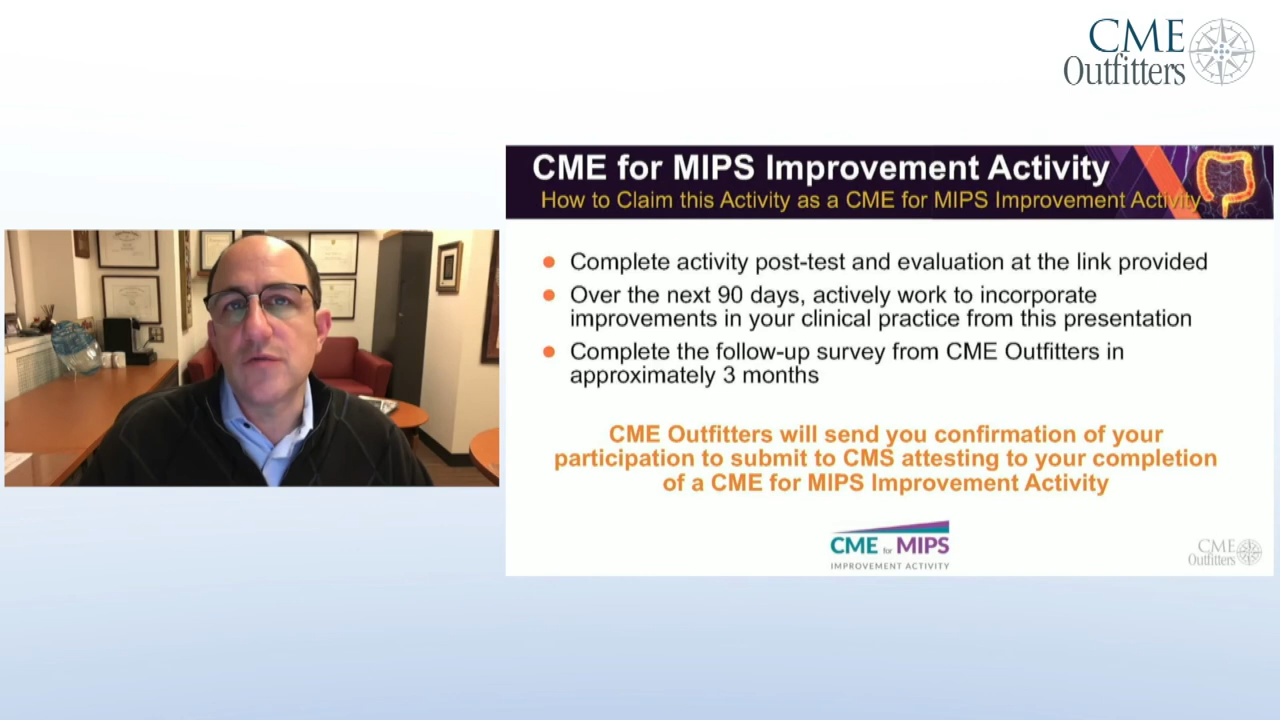 CME
Outfitters
CME for MIPS Improvement Activity
How to Claim this Activity as a CME for MIPS Improvement Activity
● Complete activity post-test and evaluation at the link provided
● Over the next 90 days, actively work to incorporate
improvements in your clinical practice from this presentation
● Complete the follow-up survey from CME Outfitters in
approximately 3 months
CME Outfitters will send you confirmation of your
participation to submit to CMS attesting to your completion
of a CME for MIPS Improvement Activity
CME for MIPS
IMPROVEMENT ACTIVITY
CME
Outfitters